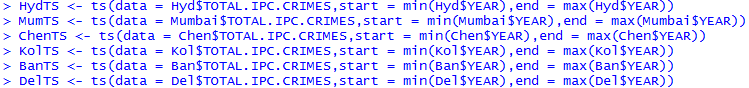 > HydTS <- ts(data = Hyd$TOTAL.IPC.CRIMES,start = min(Hyd$YEAR),end = max(Hyd$YEAR))
> MumTS <- ts(data = Mumbai$TOTAL.IPC.CRIMES,start = min(Mumbai$YEAR),end = max(Mumbai$YEAR))
> ChenTS <- ts(data = Chen$TOTAL.IPC.CRIMES,start = min(Chen$YEAR),end = max(Chen$YEAR))
> KolTS <- ts(data = Kol$TOTAL.IPC.CRIMES,start = min(Kol$YEAR),end = max(Kol$YEAR))
> BanTS <- ts(data = Ban$TOTAL.IPC.CRIMES,start = min(Ban$YEAR),end = max(Ban$YEAR))
> DelTS <- ts(data = Del$TOTAL.IPC.CRIMES,start = min(Del$YEAR),end = max(Del$YEAR))